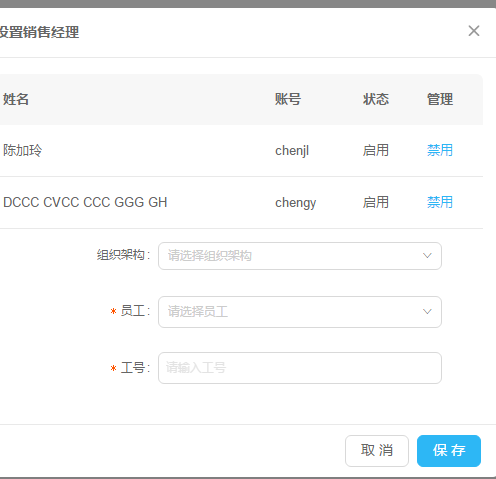 设置销售经理
姓名 账号 状态 管理
陈加玲 chenjl 启用 禁用
DCCC CVCC CCC GGG GH chengy 启用 禁用
组织架构: 请选择组织架构
* 员工: 请选择员工
* 工号: 请输入工号
取 消 保 存